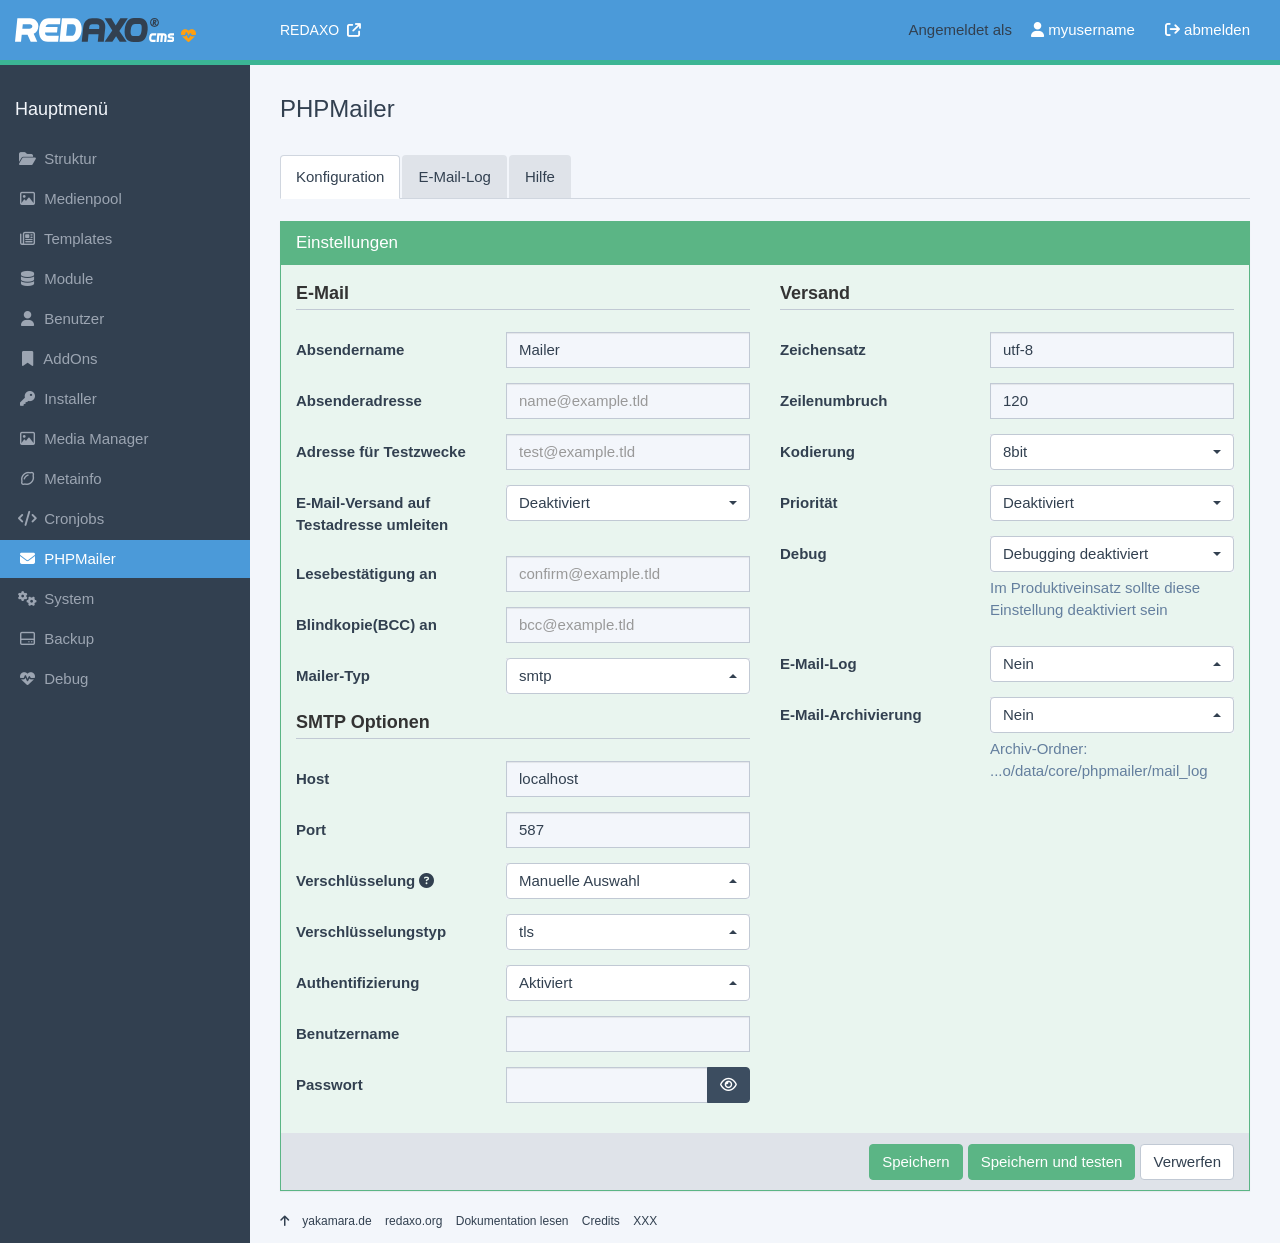 REDAXO® cms
REDAXO
Angemeldet als myusername abmelden
Hauptmenü
Struktur
Medienpool
Templates
Module
Benutzer
AddOns
Installer
Media Manager
Metainfo
Cronjobs
PHPMailer
System
Backup
Debug
PHPMailer
Konfiguration E-Mail-Log Hilfe
Einstellungen
E-Mail
Absendername Mailer
Absenderadresse name@example.tld
Adresse für Testzwecke test@example.tld
E-Mail-Versand auf Deaktiviert
Testadresse umleiten
Lesebestätigung an confirm@example.tld
Blindkopie(BCC) an bcc@example.tld
Mailer-Typ smtp
SMTP Optionen
Host localhost
Port 587
Verschlüsselung ? Manuelle Auswahl
Verschlüsselungstyp tls
Authentifizierung Aktiviert
Benutzername
Passwort
Versand
Zeichensatz utf-8
Zeilenumbruch 120
Kodierung 8bit
Priorität Deaktiviert
Debug Debugging deaktiviert
Im Produktiveinsatz sollte diese
Einstellung deaktiviert sein
E-Mail-Log Nein
E-Mail-Archivierung Nein
Archiv-Ordner:
...o/data/core/phpmailer/mail_log
Speichern Speichern und testen Verwerfen
yakamara.de redaxo.org Dokumentation lesen Credits XXX